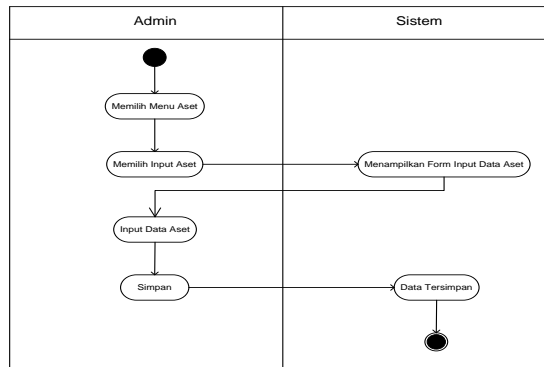 Admin
Sistem
Memilih Menu Aset
Memilih Input Aset
Menampilkan Form Input Data Aset
Input Data Aset
Simpan
Data Tersimpan